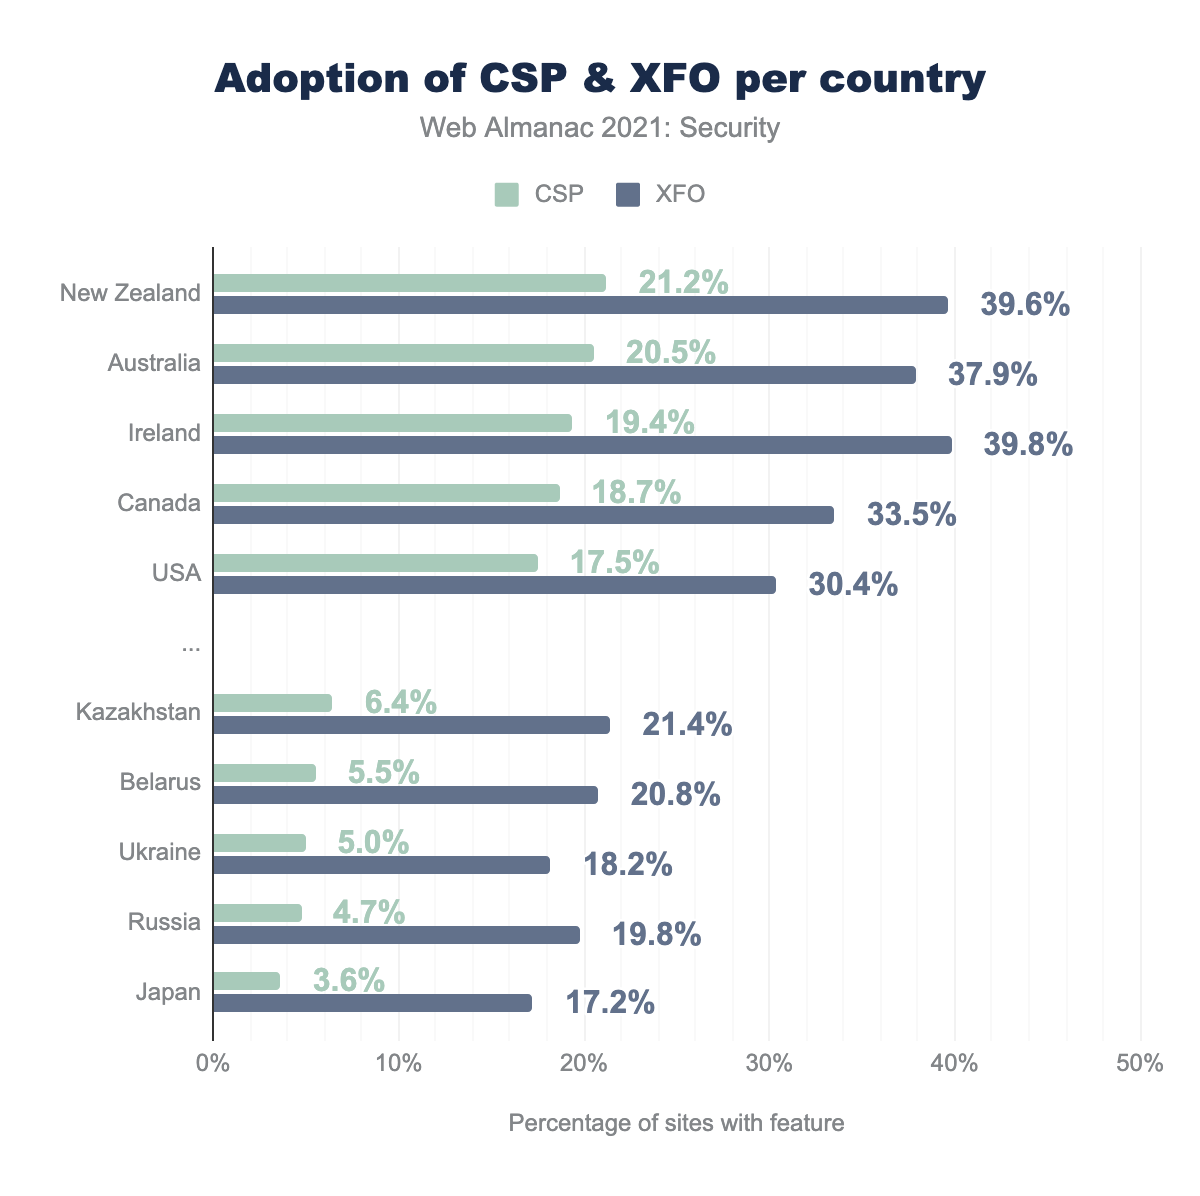 Adoption of CSP & XFO per country
Web Almanac 2021: Security
CSP XFO
New Zealand 21.2% 39.6%
Australia 20.5% 37.9%
Ireland 19.4% 39.8%
Canada 18.7% 33.5%
USA 17.5% 30.4%
...
Kazakhstan 6.4% 21.4%
Belarus 5.5% 20.8%
Ukraine 5.0% 18.2%
Russia 4.7% 19.8%
Japan 3.6% 17.2%
0% 10% 20% 30% 40% 50%
Percentage of sites with feature